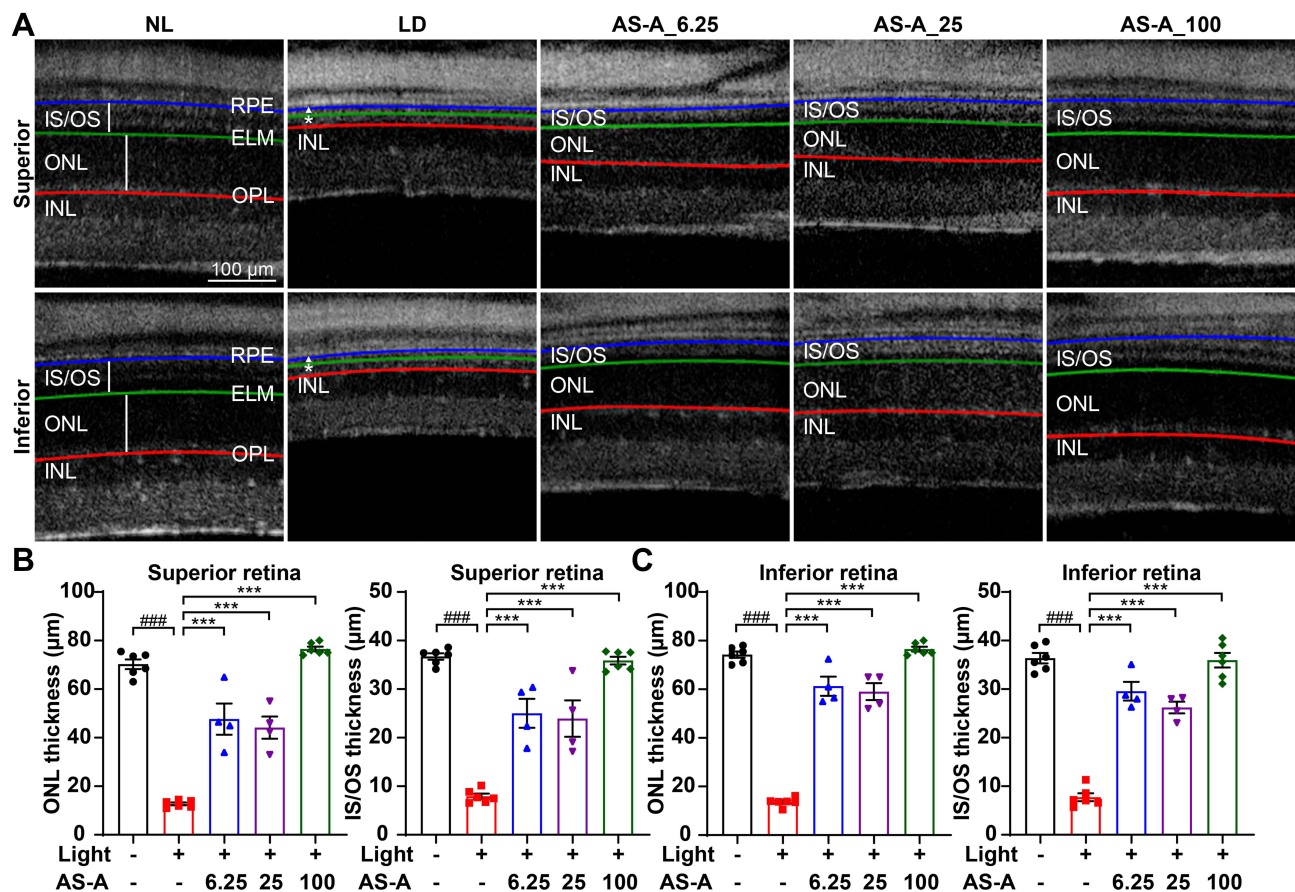 A
NL LD AS-A_6.25 AS-A_25 AS-A_100
Superior
IS/OS RPE
ELM
ONL
OPL
INL
100 µm
*
INL
IS/OS
ONL
INL
IS/OS
ONL
INL
IS/OS
ONL
INL
Inferior
RPE
IS/OS
ELM
ONL
OPL
INL
*
INL
IS/OS
ONL
INL
IS/OS
ONL
INL
IS/OS
ONL
INL
B
Superior retina
ONL thickness (µm)
100
80
60
40
20
0
###
***
***
***
Light - + + + +
AS-A - - 6.25 25 100
Superior retina
IS/OS thickness (µm)
50
40
30
20
10
0
###
***
***
***
- + + + +
- - 6.25 25 100
C
Inferior retina
ONL thickness (µm)
100
80
60
40
20
0
###
***
***
***
Light - + + + +
AS-A - - 6.25 25 100
Inferior retina
IS/OS thickness (µm)
50
40
30
20
10
0
###
***
***
***
- + + + +
- - 6.25 25 100